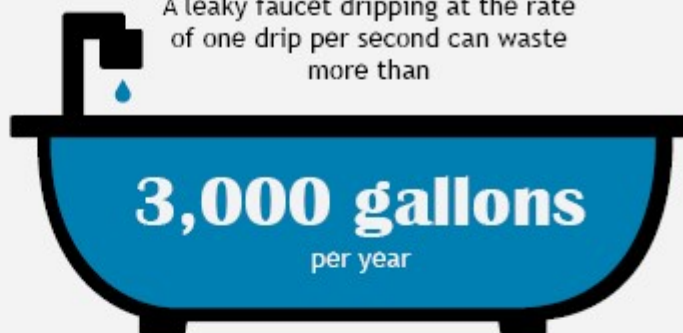 A leaky faucet dripping at the rate
of one drip per second can waste
more than
3,000 gallons
per year